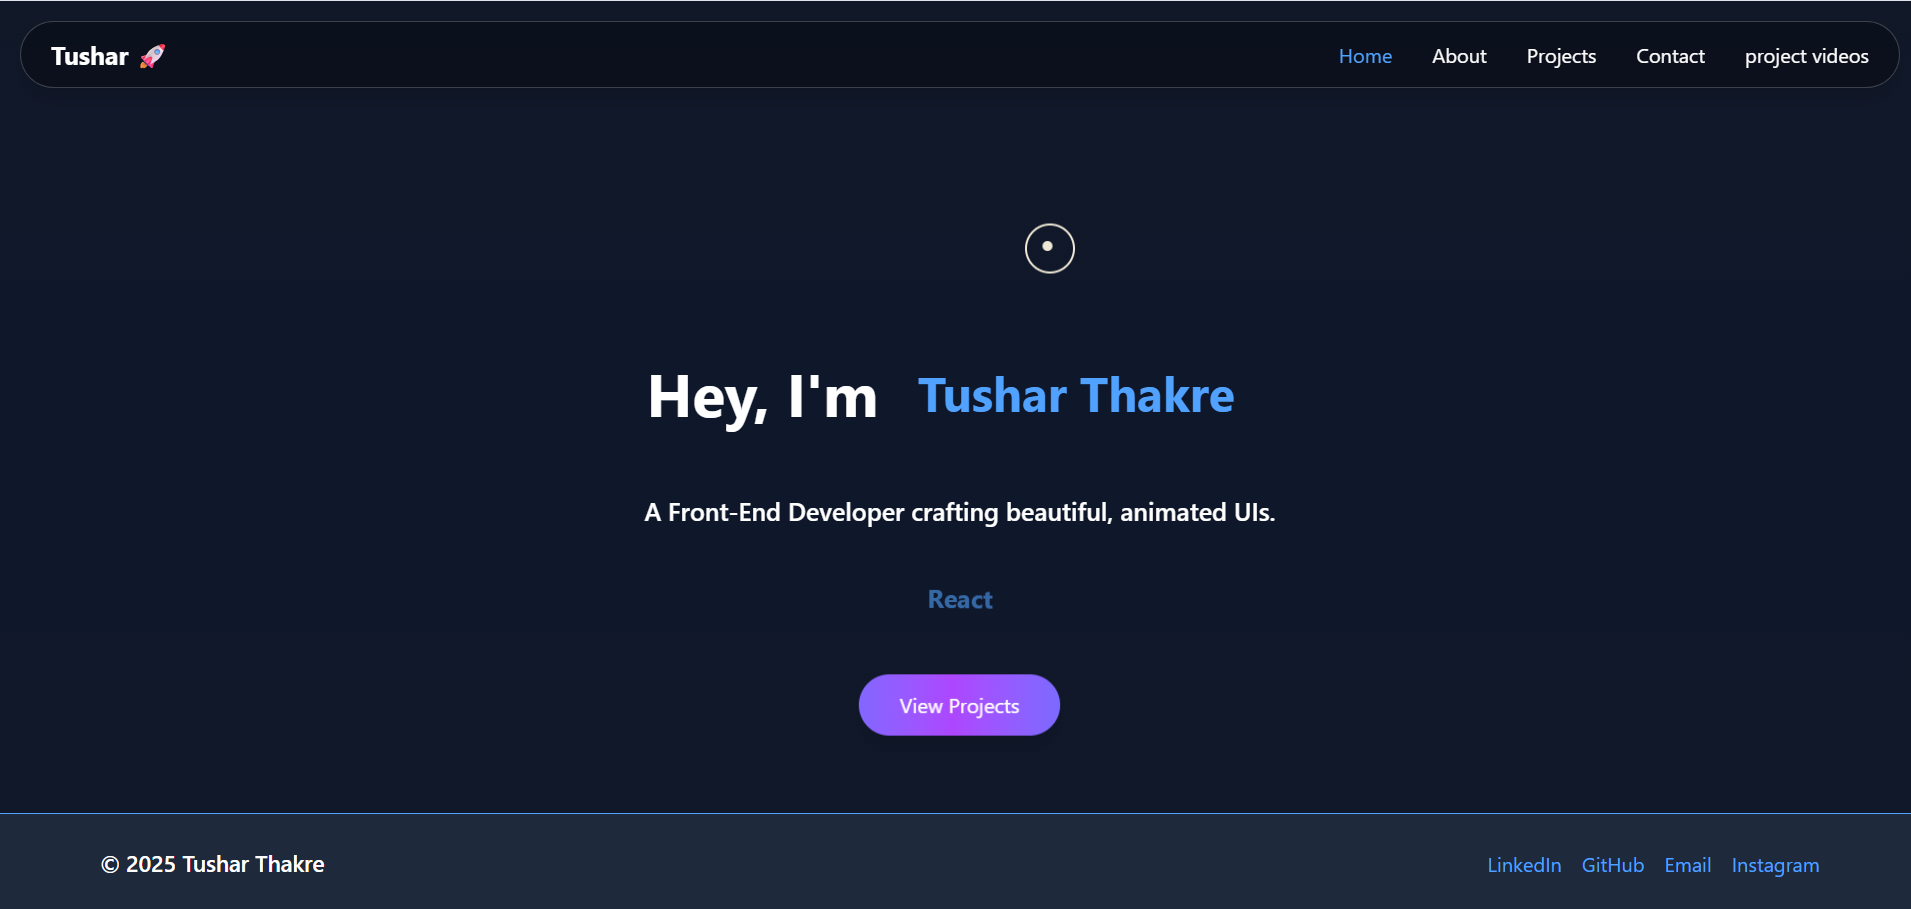 Tushar 🚀
Home About Projects Contact project videos
Hey, I'm Tushar Thakre
A Front-End Developer crafting beautiful, animated UIs.
React
View Projects
© 2025 Tushar Thakre
LinkedIn GitHub Email Instagram